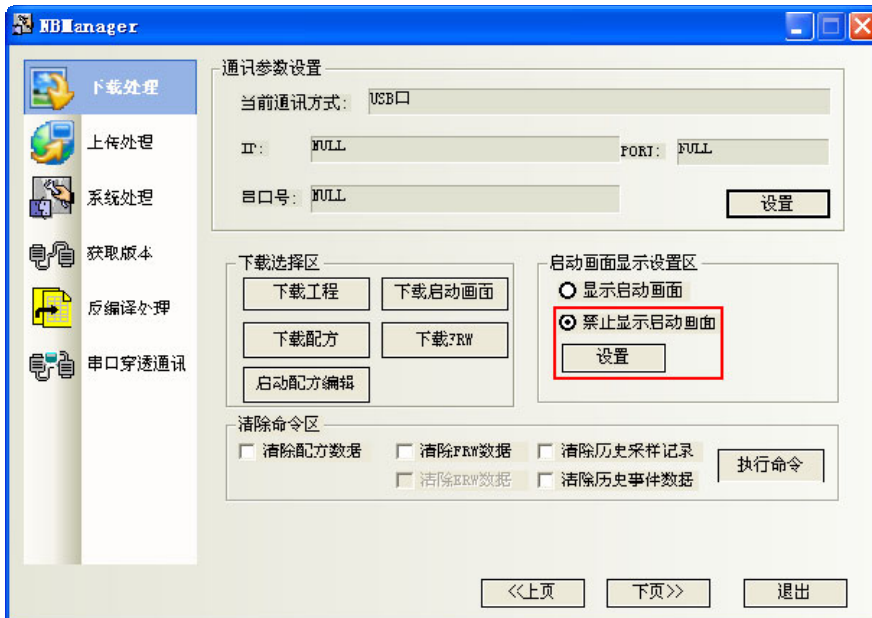 NBManager
下载处理
上传处理
系统处理
获取版本
反编译处理
串口穿透通讯
通讯参数设置
当前通讯方式: USB口
IP: NULL PORT: NULL
串口号: NULL
设置
下载选择区
下载工程 下载启动画面
下载配方 下载FRW
启动配方编辑
启动画面显示设置区
显示启动画面
禁止显示启动画面
设置
清除命令区
清除配方数据 清除FRW数据 清除历史采样记录
清除ERW数据 清除历史事件数据
执行命令
<<上页 下页>> 退出